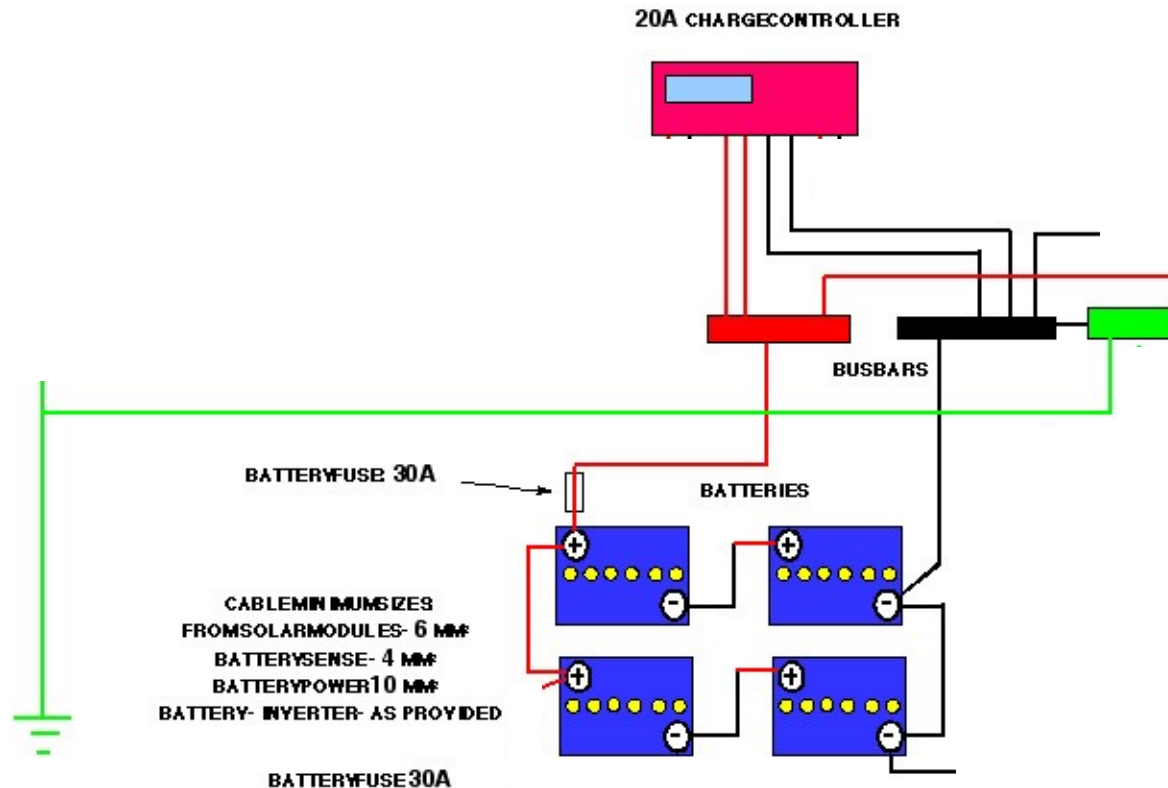 20A CHARGECONTROLLER
BUSBARS
BATTERYFUSE: 30A
BATTERIES
CABLEMINIMUMSIZES
FROMSOLARMODULES- 6 MM²
BATTERYSENSE- 4 MM²
BATTERYPOWER10 MM²
BATTERY- INVERTER- AS PROVIDED
BATTERYFUSE30A
+
+
-
-
+
+
-
-